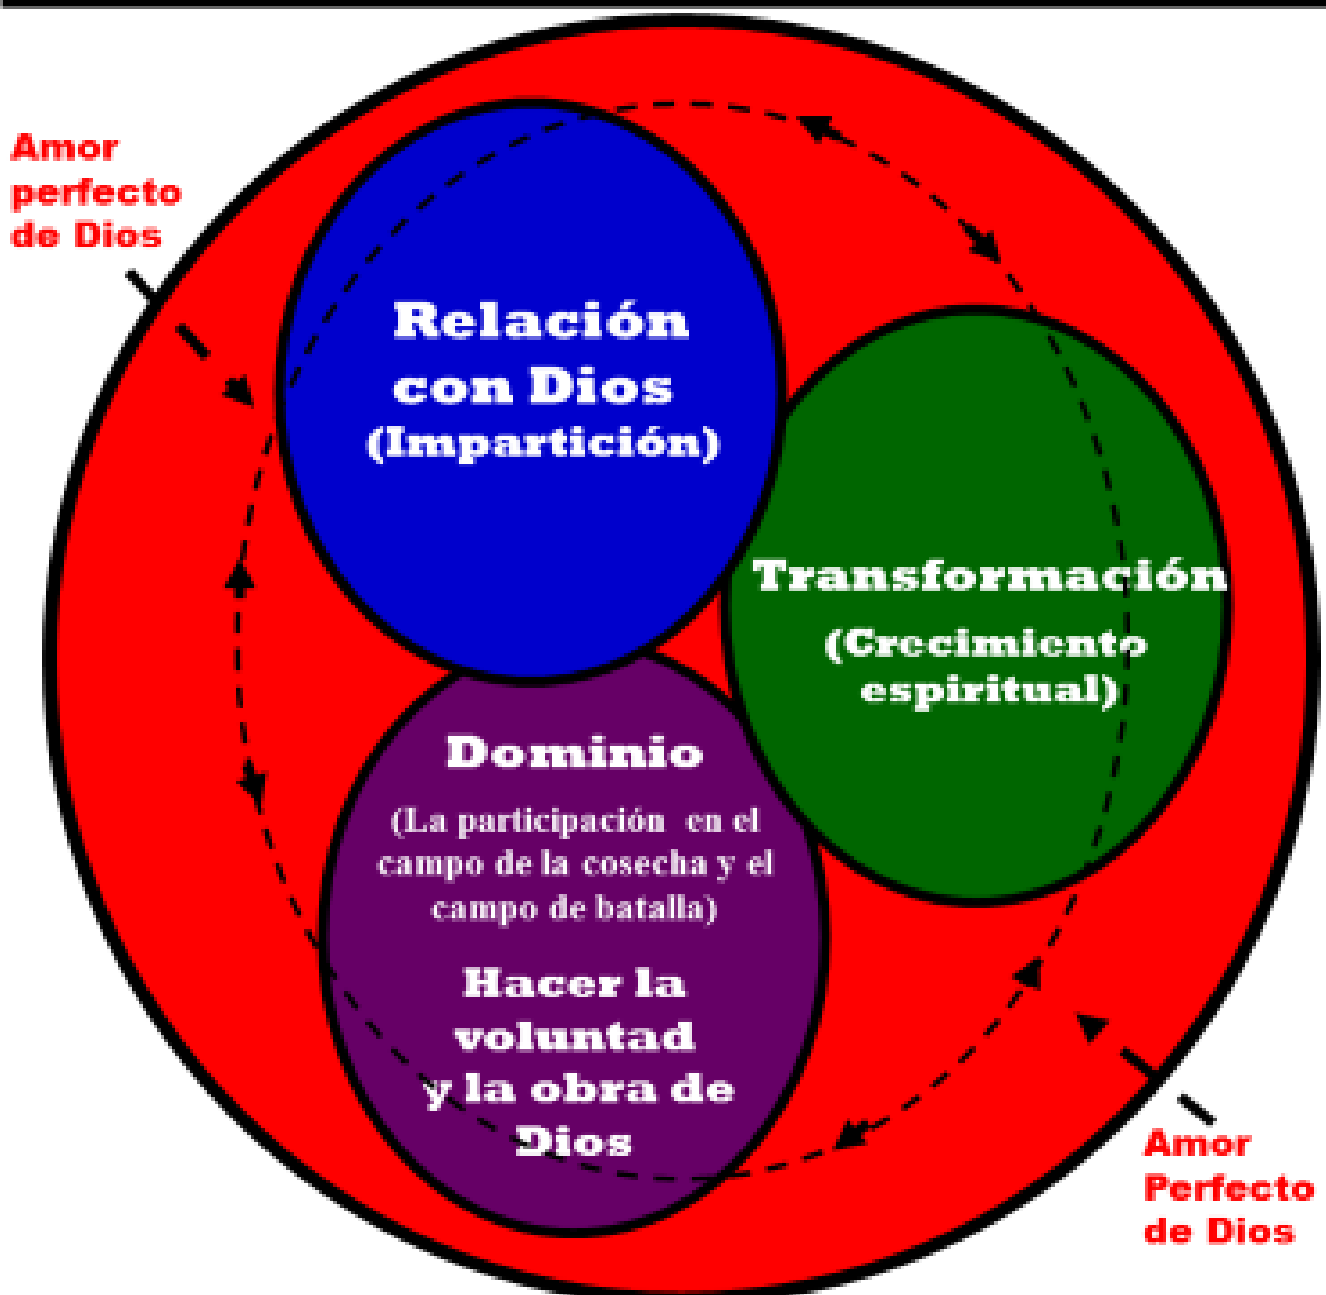 Amor
perfecto
de Dios
Relación
con Dios
(Impartición)
Transformación
(Crecimiento
espiritual)
Dominio
(La participación en el
campo de la cosecha y el
campo de batalla)
Hacer la
voluntad
y la obra de
Dios
Amor
Perfecto
de Dios